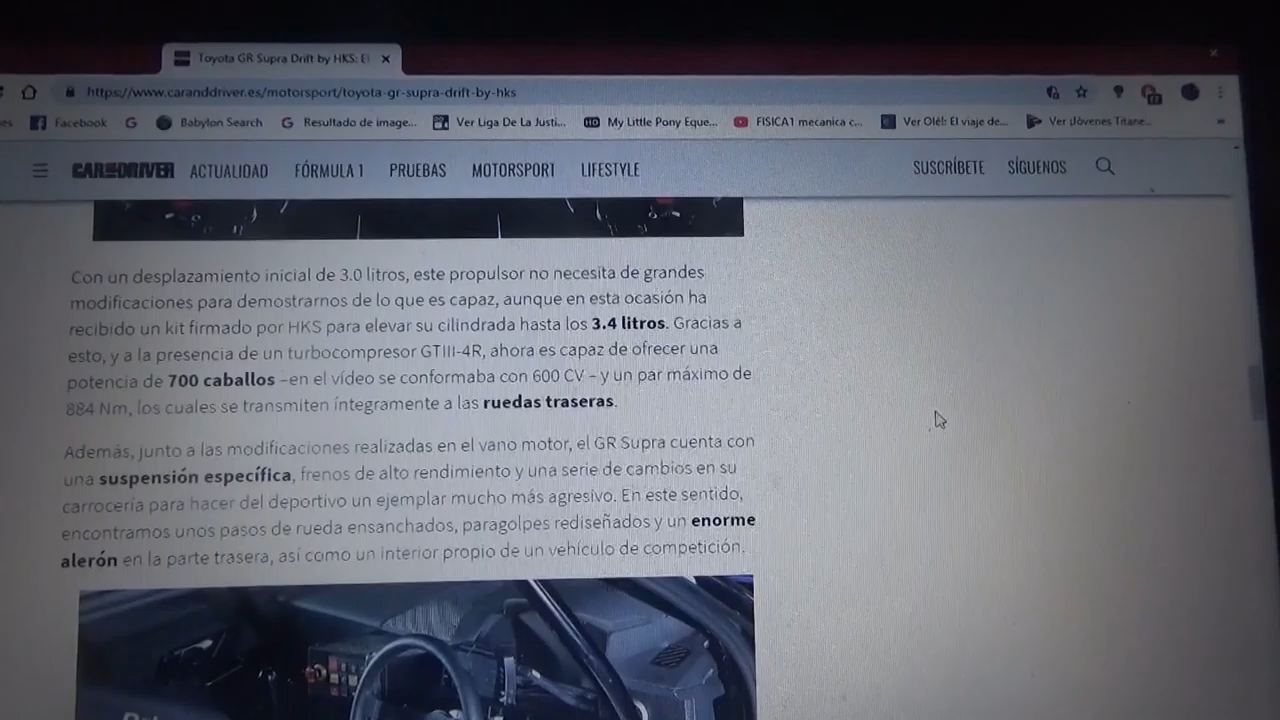 Toyota GR Supra Drift by HKS: E
https://www.caranddriver.es/motorsport/toyota-gr-supra-drift-by-hks
es Facebook Babylon Search Resultado de image... Ver Liga De La Justi... HD My Little Pony Eque... FISICA1 mecanica c... Ver Olé!: El viaje de... Ver ¡Jóvenes Titane...
CAR AND DRIVER ACTUALIDAD FÓRMULA 1 PRUEBAS MOTORSPORT LIFESTYLE SUSCRÍBETE SÍGUENOS
Con un desplazamiento inicial de 3.0 litros, este propulsor no necesita de grandes
modificaciones para demostrarnos de lo que es capaz, aunque en esta ocasión ha
recibido un kit firmado por HKS para elevar su cilindrada hasta los 3.4 litros. Gracias a
esto, y a la presencia de un turbocompresor GTIII-4R, ahora es capaz de ofrecer una
potencia de 700 caballos –en el vídeo se conformaba con 600 CV – y un par máximo de
884 Nm, los cuales se transmiten íntegramente a las ruedas traseras.
Además, junto a las modificaciones realizadas en el vano motor, el GR Supra cuenta con
una suspensión específica, frenos de alto rendimiento y una serie de cambios en su
carrocería para hacer del deportivo un ejemplar mucho más agresivo. En este sentido,
encontramos unos pasos de rueda ensanchados, paragolpes rediseñados y un enorme
alerón en la parte trasera, así como un interior propio de un vehículo de competición.